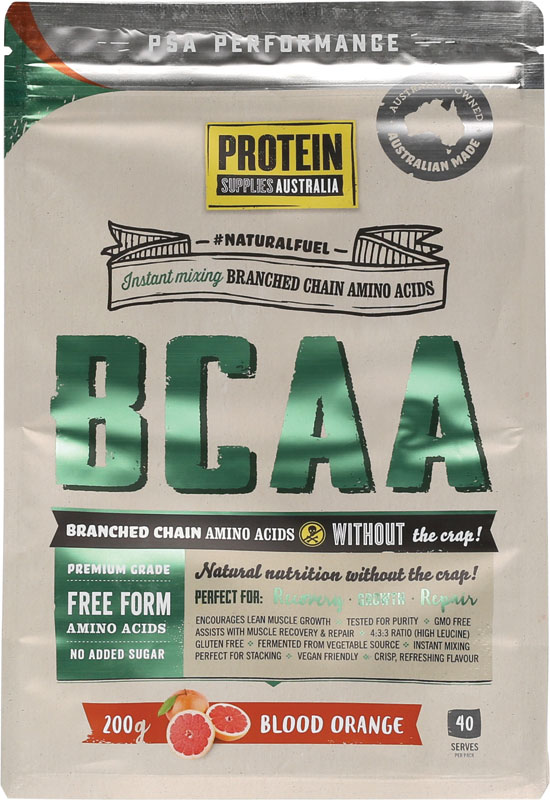 PSA PERFORMANCE
AUSTRALIAN OWNED
AUSTRALIAN MADE
PROTEIN
SUPPLIES AUSTRALIA
#NATURALFUEL
Instant mixing BRANCHED CHAIN AMINO ACIDS
BCAA
BRANCHED CHAIN AMINO ACIDS WITHOUT the crap!
PREMIUM GRADE
FREE FORM
AMINO ACIDS
NO ADDED SUGAR
Natural nutrition without the crap!
PERFECT FOR: Recovery · GROWTH · Repair
ENCOURAGES LEAN MUSCLE GROWTH TESTED FOR PURITY GMO FREE
ASSISTS WITH MUSCLE RECOVERY & REPAIR 4:3:3 RATIO (HIGH LEUCINE)
GLUTEN FREE FERMENTED FROM VEGETABLE SOURCE INSTANT MIXING
PERFECT FOR STACKING VEGAN FRIENDLY CRISP, REFRESHING FLAVOUR
200g BLOOD ORANGE
40
SERVES
PER PACK